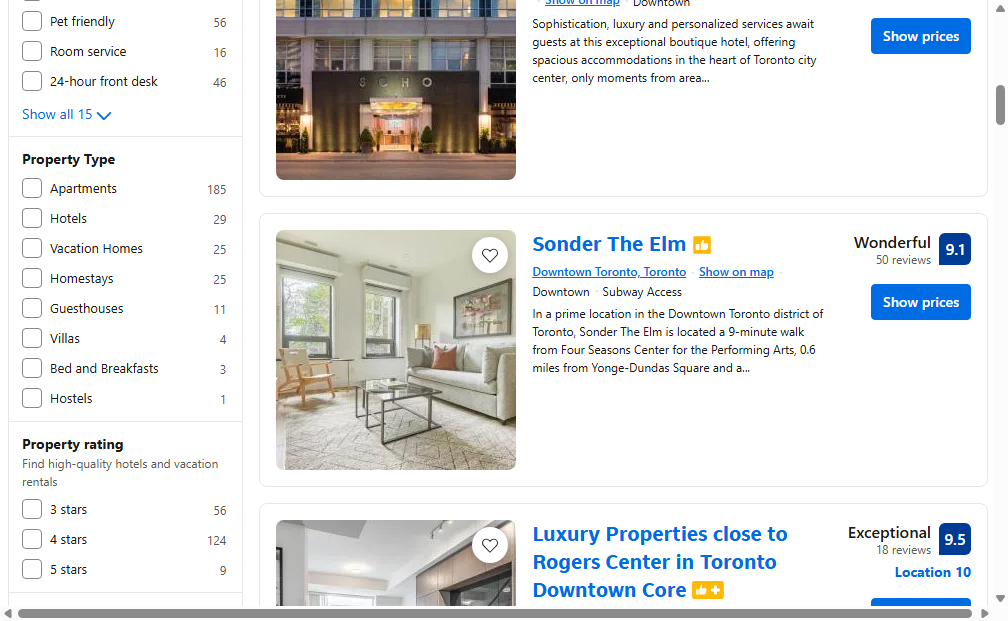 Pet friendly 56
Room service 16
24-hour front desk 46
Show all 15
Property Type
Apartments 185
Hotels 29
Vacation Homes 25
Homestays 25
Guesthouses 11
Villas 4
Bed and Breakfasts 3
Hostels 1
Property rating
Find high-quality hotels and vacation
rentals
3 stars 56
4 stars 124
5 stars 9
SOHO
Show on map · Downtown
Sophistication, luxury and personalized services await
guests at this exceptional boutique hotel, offering
spacious accommodations in the heart of Toronto city
center, only moments from area...
Show prices
Sonder The Elm
Downtown Toronto, Toronto · Show on map ·
Downtown · Subway Access
In a prime location in the Downtown Toronto district of
Toronto, Sonder The Elm is located a 9-minute walk
from Four Seasons Center for the Performing Arts, 0.6
miles from Yonge-Dundas Square and a...
Wonderful 9.1
50 reviews
Show prices
Luxury Properties close to
Rogers Center in Toronto
Downtown Core
Exceptional 9.5
18 reviews
Location 10